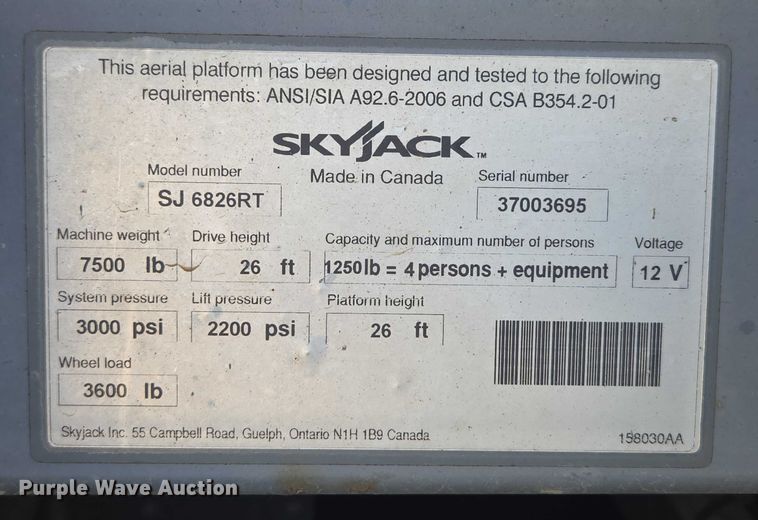 This aerial platform has been designed and tested to the following
requirements: ANSI/SIA A92.6-2006 and CSA B354.2-01
SKYJACK™
Made in Canada
Model number
SJ 6826RT
Serial number
37003695
Machine weight
7500 lb
Drive height
26 ft
Capacity and maximum number of persons
1250 lb = 4 persons + equipment
Voltage
12 V
System pressure
3000 psi
Lift pressure
2200 psi
Platform height
26 ft
Wheel load
3600 lb
Skyjack Inc. 55 Campbell Road, Guelph, Ontario N1H 1B9 Canada
158030AA
Purple Wave Auction